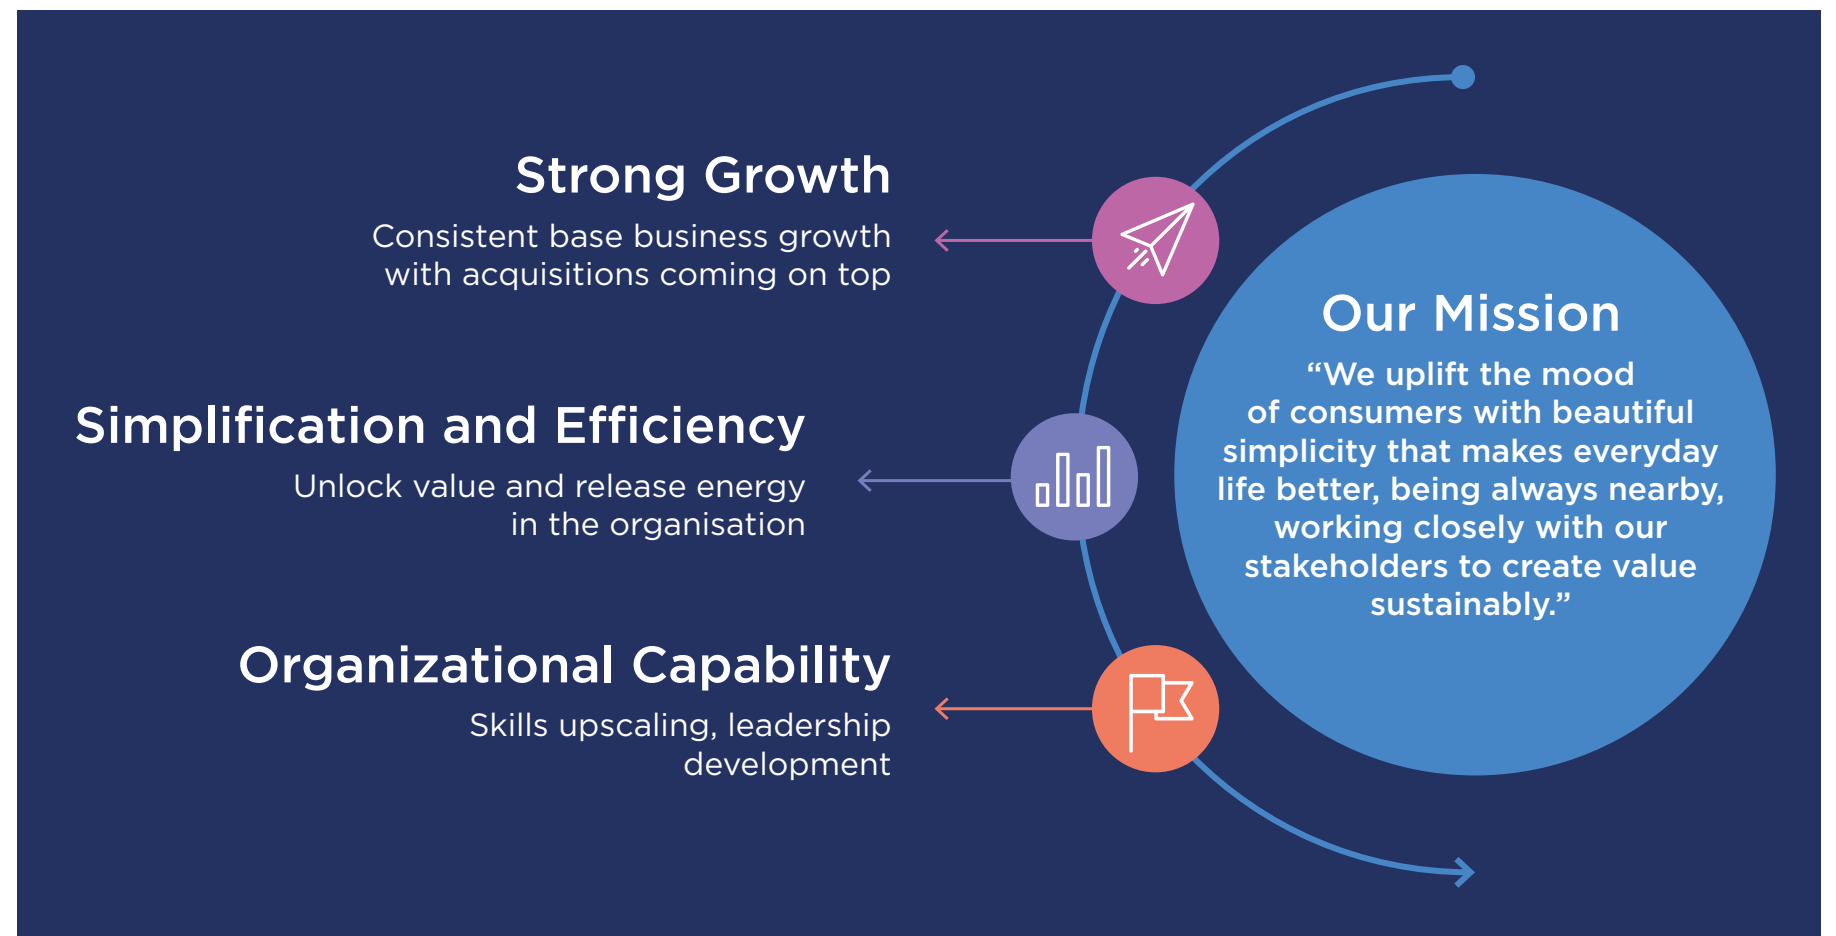 Strong Growth
Consistent base business growth
with acquisitions coming on top
Simplification and Efficiency
Unlock value and release energy
in the organisation
Organizational Capability
Skills upscaling, leadership
development
Our Mission
“We uplift the mood
of consumers with beautiful
simplicity that makes everyday
life better, being always nearby,
working closely with our
stakeholders to create value
sustainably.”